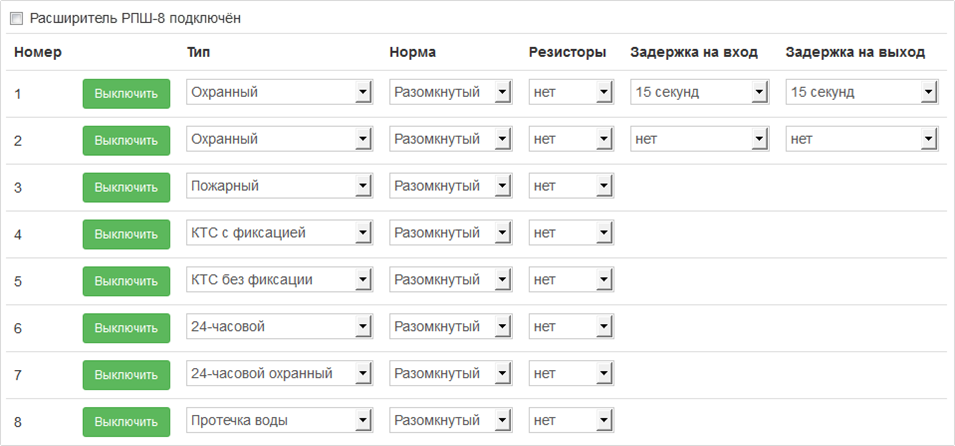 Расширитель РПШ-8 подключён
Номер Тип Норма Резисторы Задержка на вход Задержка на выход
1 Выключить Охранный Разомкнутый нет 15 секунд 15 секунд
2 Выключить Охранный Разомкнутый нет нет нет
3 Выключить Пожарный Разомкнутый нет
4 Выключить КТС с фиксацией Разомкнутый нет
5 Выключить КТС без фиксации Разомкнутый нет
6 Выключить 24-часовой Разомкнутый нет
7 Выключить 24-часовой охранный Разомкнутый нет
8 Выключить Протечка воды Разомкнутый нет